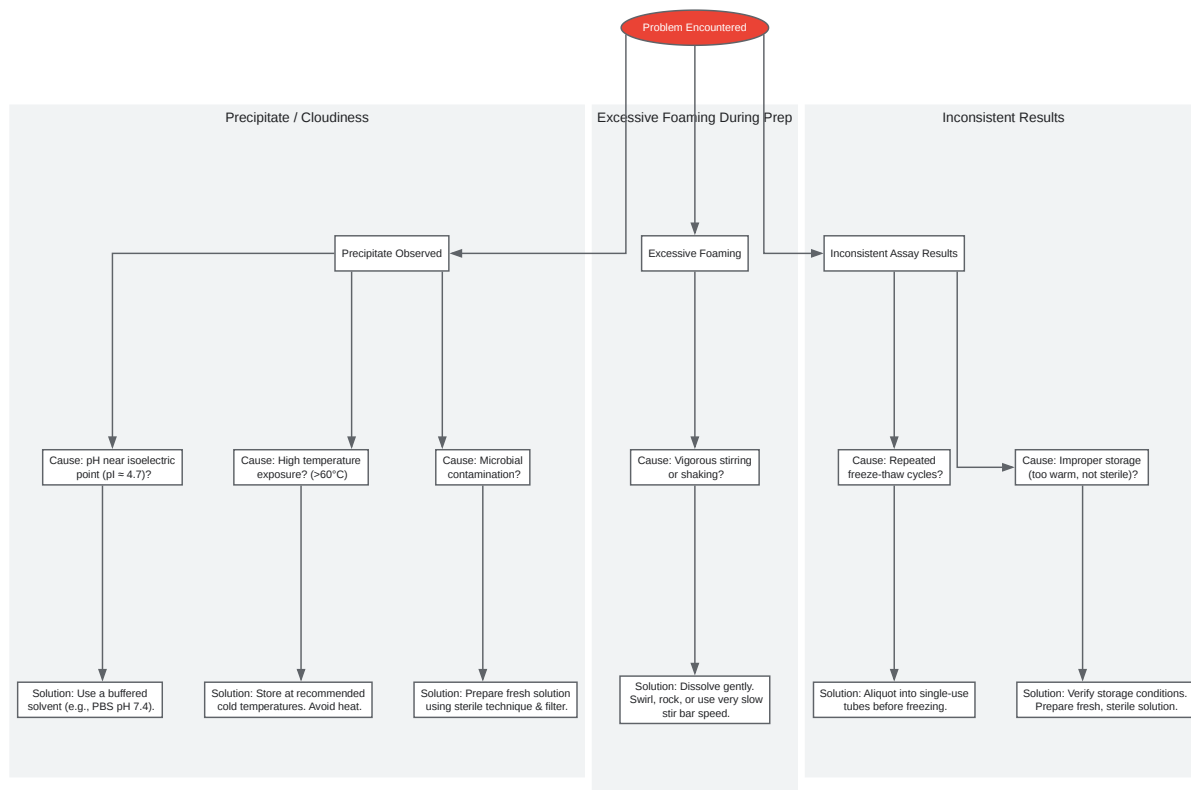 Problem Encountered
Precipitate / Cloudiness
Excessive Foaming During Prep
Inconsistent Results
Precipitate Observed
Excessive Foaming
Inconsistent Assay Results
Cause: pH near isoelectric
point (pI ≈ 4.7)?
Cause: High temperature
exposure? (>60°C)
Cause: Microbial
contamination?
Cause: Vigorous stirring
or shaking?
Cause: Repeated
freeze-thaw cycles?
Cause: Improper storage
(too warm, not sterile)?
Solution: Use a buffered
solvent (e.g., PBS pH 7.4).
Solution: Store at recommended
cold temperatures. Avoid heat.
Solution: Prepare fresh solution
using sterile technique & filter.
Solution: Dissolve gently.
Swirl, rock, or use very slow
stir bar speed.
Solution: Aliquot into single-use
tubes before freezing.
Solution: Verify storage conditions.
Prepare fresh, sterile solution.